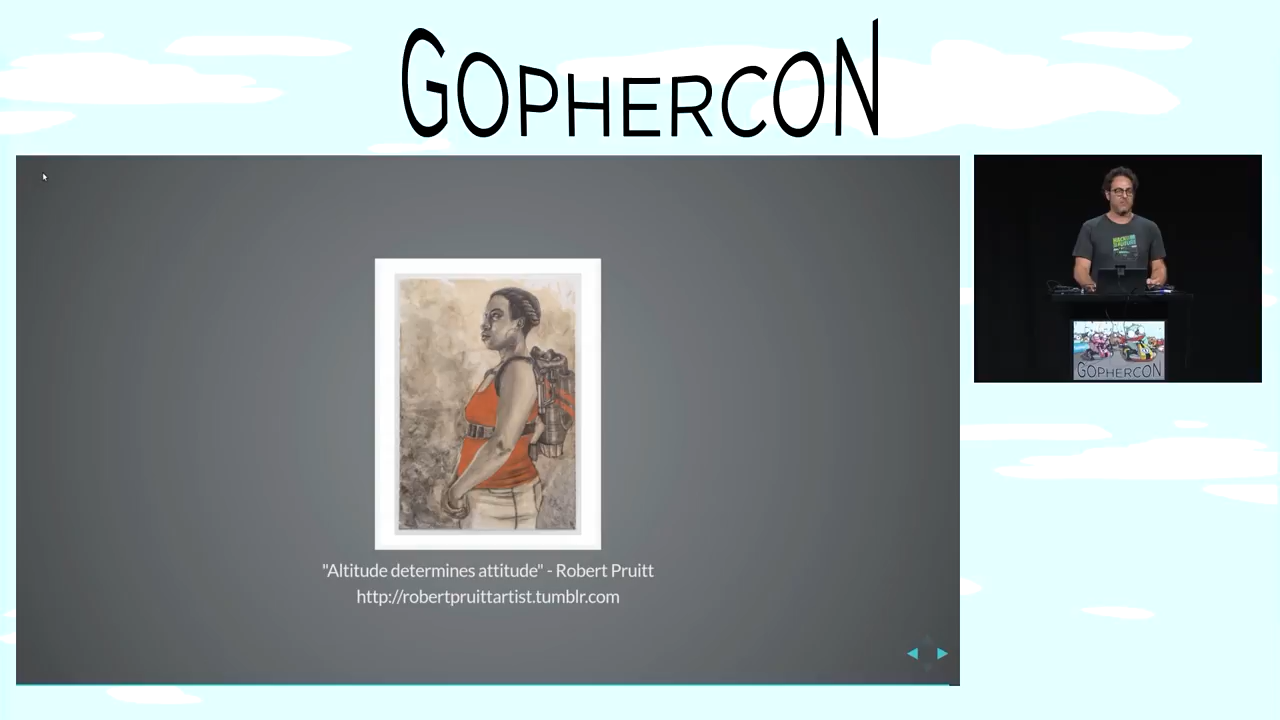 GOPHERCON
"Altitude determines attitude" - Robert Pruitt
http://robertpruittartist.tumblr.com
GOPHERCON